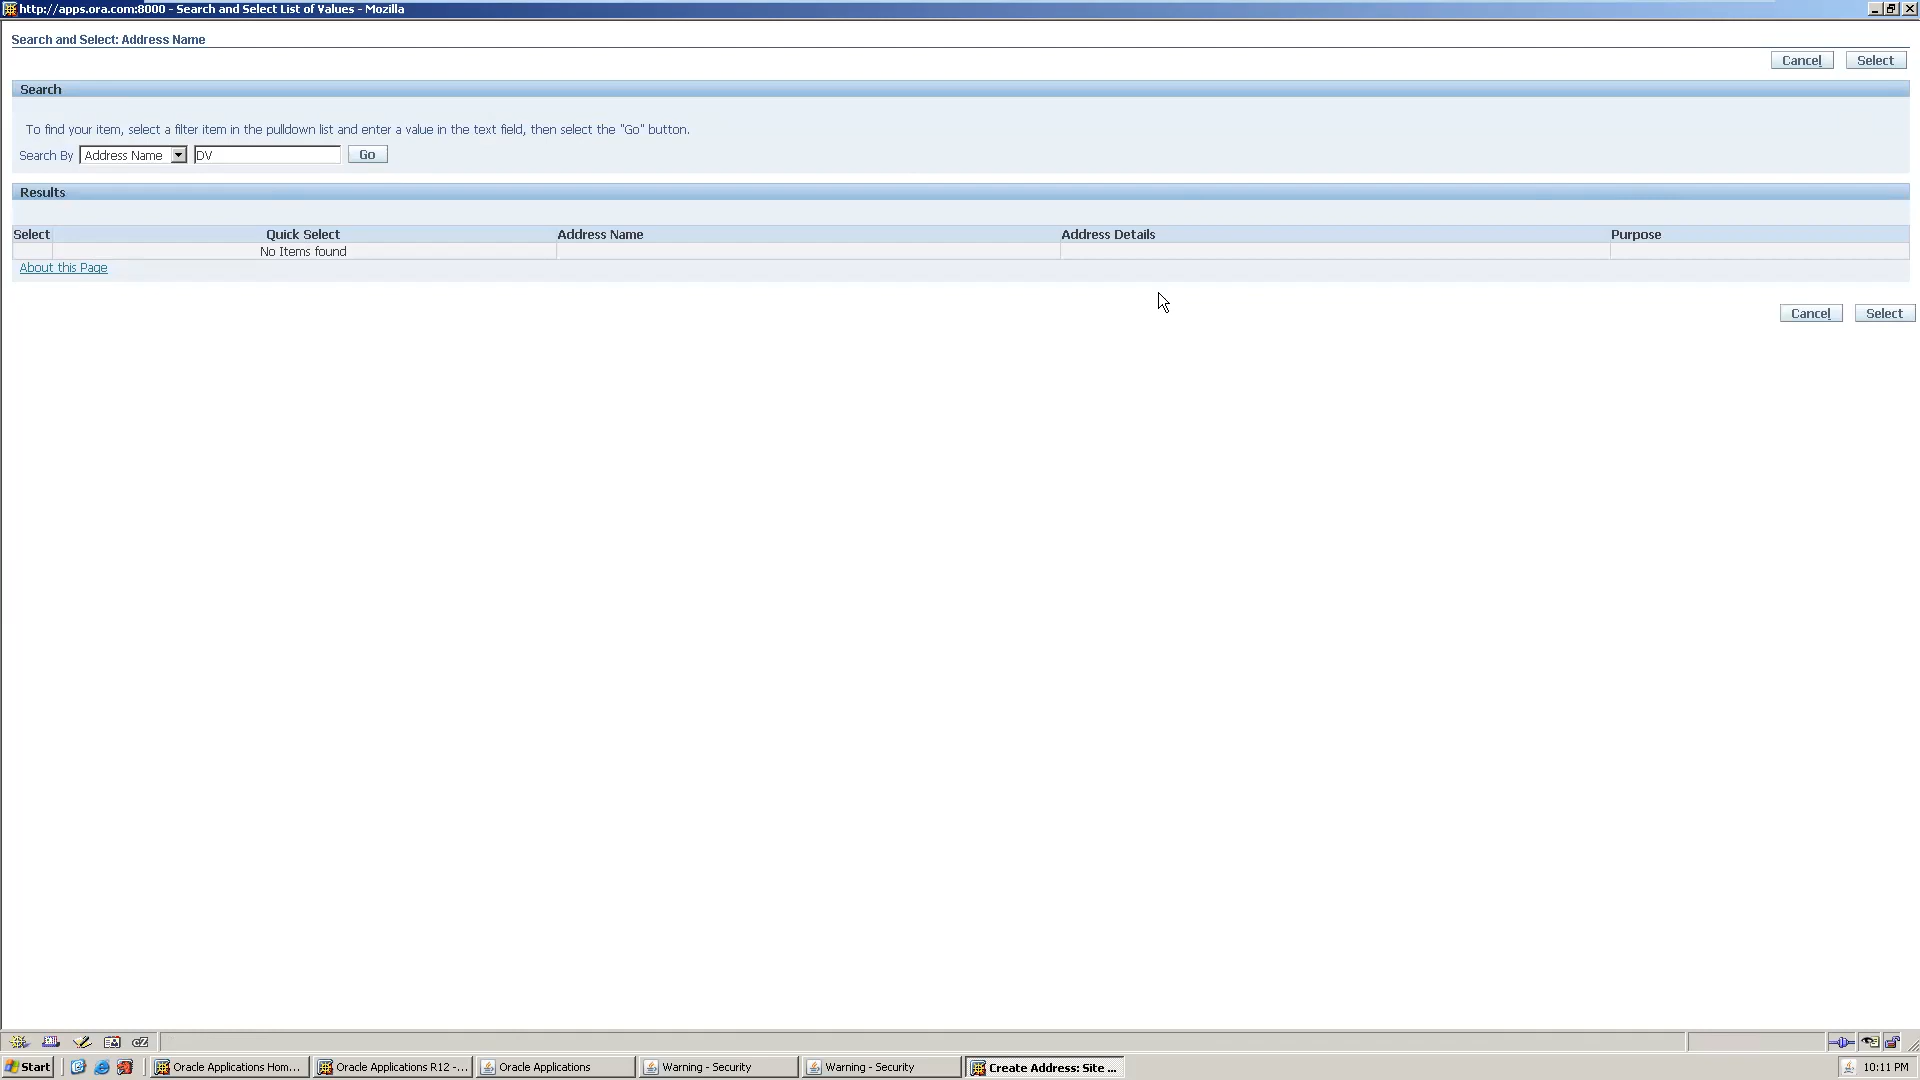 http://apps.ora.com:8000 - Search and Select List of Values - Mozilla
Search and Select: Address Name
Cancel Select
Search
To find your item, select a filter item in the pulldown list and enter a value in the text field, then select the "Go" button.
Search By Address Name DV Go
Results
Select Quick Select Address Name Address Details Purpose
No Items found
About this Page
Cancel Select
Start Oracle Applications Hom... Oracle Applications R12 -... Oracle Applications Warning - Security Warning - Security Create Address: Site ... 10:11 PM